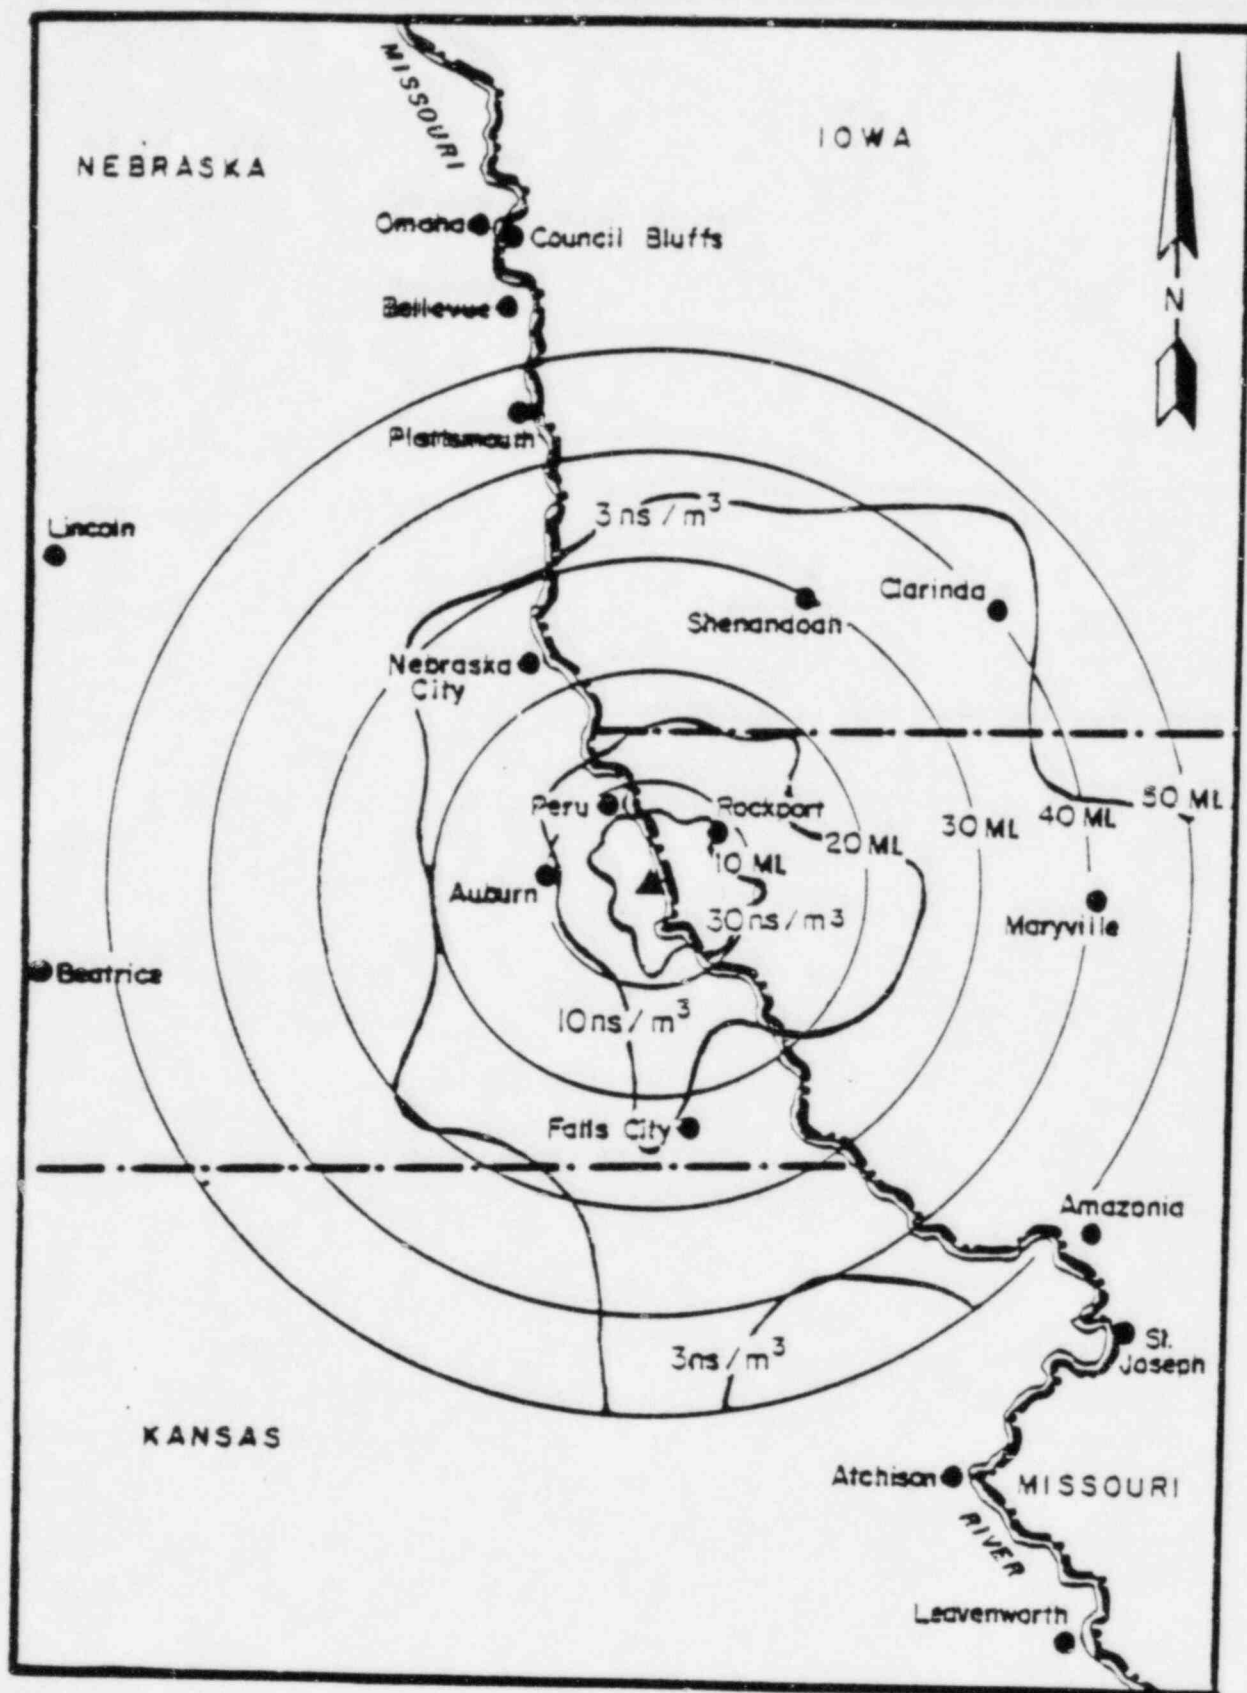 MISSOURI
IOWA
NEBRASKA
Omaha
Council Bluffs
N
Bellevue
Plattsmouth
3ns/m³
Lincoln
Clarinda
Shenandoah
Nebraska
City
50 ML
Peru
Rockport
40 ML
30 ML
20 ML
10 ML
Auburn
30ns/m³
Maryville
Beatrice
10ns/m³
Falls City
Amazonia
St.
Joseph
3ns/m³
KANSAS
Atchison
MISSOURI
RIVER
Leavenworth